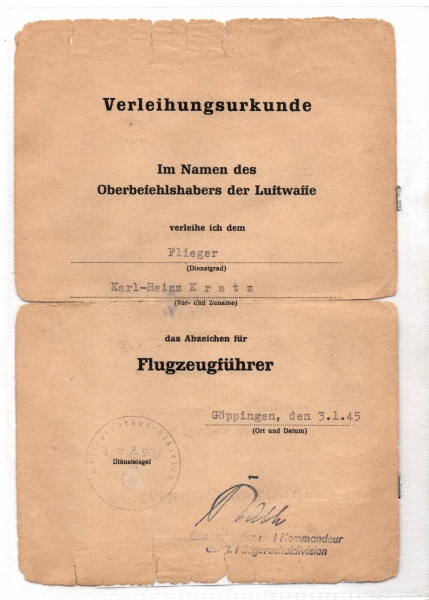 Verleihungsurkunde
Im Namen des
Oberbefehlshabers der Luftwaffe
verleihe ich dem
Flieger
(Dienstgrad)
Karl-Heinz K r a t z
(Vor- und Zuname)
das Abzeichen für
Flugzeugführer
Göppingen, den 3.1.45
(Ort und Datum)
Dienstsiegel
Kommandeur
Fliegerschuldivision